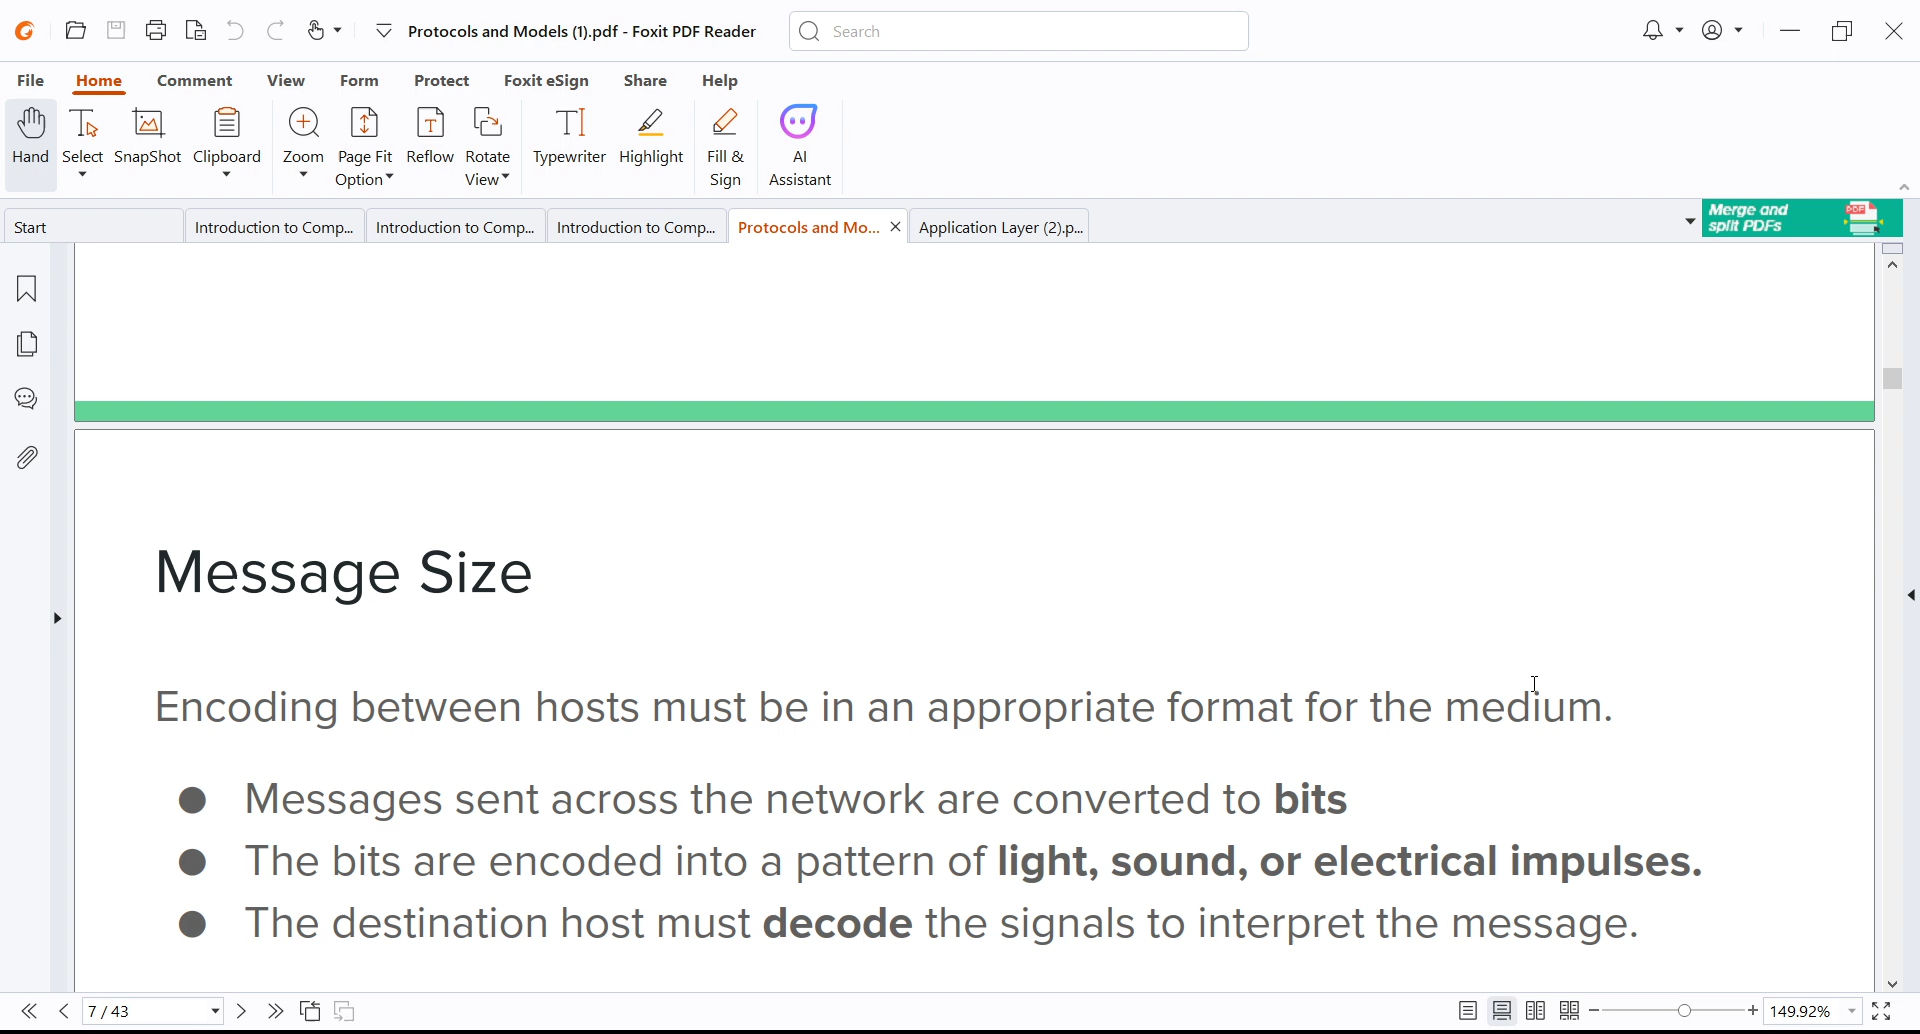 Protocols and Models (1).pdf - Foxit PDF Reader
Search
File Home Comment View Form Protect Foxit eSign Share Help
Hand Select SnapShot Clipboard Zoom Page Fit Option Reflow Rotate View Typewriter Highlight Fill & Sign AI Assistant
Start Introduction to Comp... Introduction to Comp... Introduction to Comp... Protocols and Mo... Application Layer (2).p...
Merge and
split PDFs
PDF
Message Size
Encoding between hosts must be in an appropriate format for the medium.
● Messages sent across the network are converted to bits
● The bits are encoded into a pattern of light, sound, or electrical impulses.
● The destination host must decode the signals to interpret the message.
7 / 43
149.92%